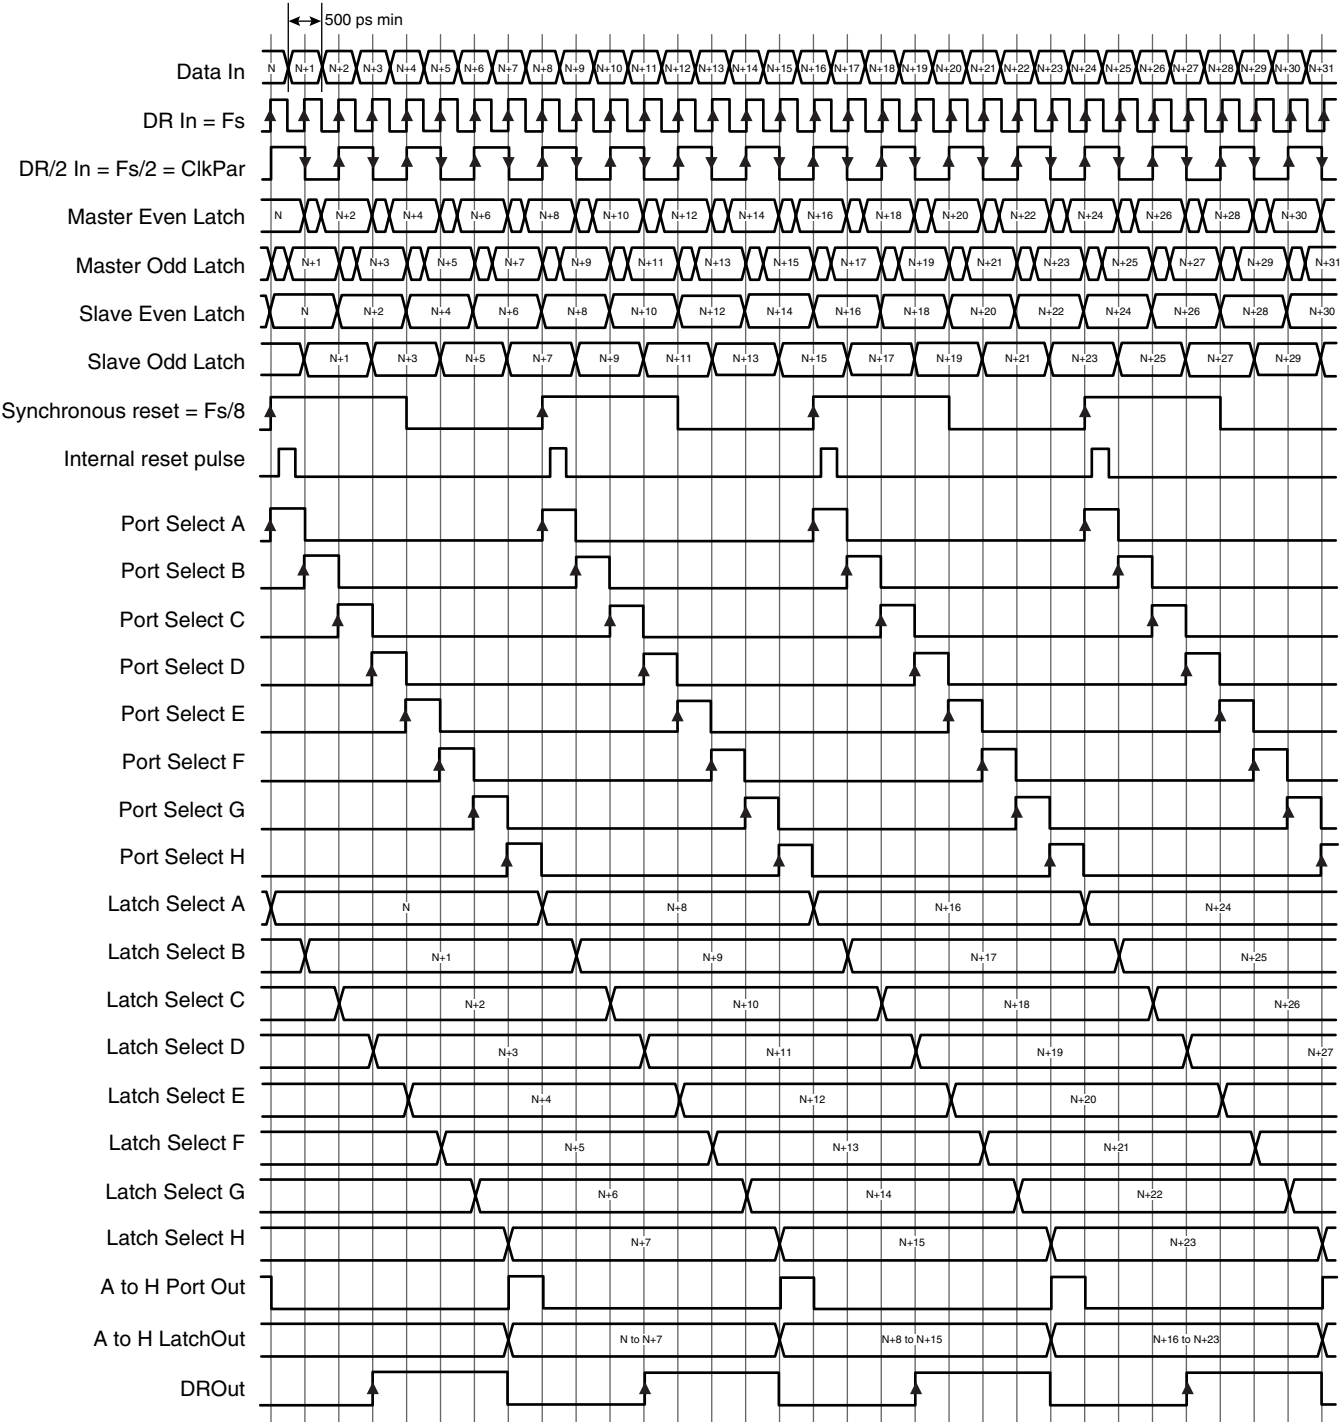 500 ps min
Data In N N+1 N+2 N+3 N+4 N+5 N+6 N+7 N+8 N+9 N+10 N+11 N+12 N+13 N+14 N+15 N+16 N+17 N+18 N+19 N+20 N+21 N+22 N+23 N+24 N+25 N+26 N+27 N+28 N+29 N+30 N+31
DR In = Fs
DR/2 In = Fs/2 = ClkPar
Master Even Latch N N+2 N+4 N+6 N+8 N+10 N+12 N+14 N+16 N+18 N+20 N+22 N+24 N+26 N+28 N+30
Master Odd Latch N+1 N+3 N+5 N+7 N+9 N+11 N+13 N+15 N+17 N+19 N+21 N+23 N+25 N+27 N+29 N+31
Slave Even Latch N N+2 N+4 N+6 N+8 N+10 N+12 N+14 N+16 N+18 N+20 N+22 N+24 N+26 N+28 N+30
Slave Odd Latch N+1 N+3 N+5 N+7 N+9 N+11 N+13 N+15 N+17 N+19 N+21 N+23 N+25 N+27 N+29
Synchronous reset = Fs/8
Internal reset pulse
Port Select A
Port Select B
Port Select C
Port Select D
Port Select E
Port Select F
Port Select G
Port Select H
Latch Select A N N+8 N+16 N+24
Latch Select B N+1 N+9 N+17 N+25
Latch Select C N+2 N+10 N+18 N+26
Latch Select D N+3 N+11 N+19 N+27
Latch Select E N+4 N+12 N+20
Latch Select F N+5 N+13 N+21
Latch Select G N+6 N+14 N+22
Latch Select H N+7 N+15 N+23
A to H Port Out
A to H LatchOut N to N+7 N+8 to N+15 N+16 to N+23
DROut